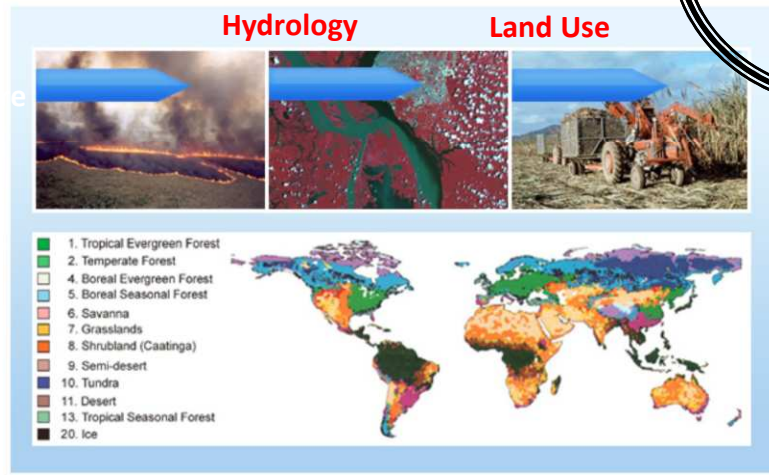 Hydrology
Land Use
e
1. Tropical Evergreen Forest
2. Temperate Forest
4. Boreal Evergreen Forest
5. Boreal Seasonal Forest
6. Savanna
7. Grasslands
8. Shrubland (Caatinga)
9. Semi-desert
10. Tundra
11. Desert
13. Tropical Seasonal Forest
20. Ice